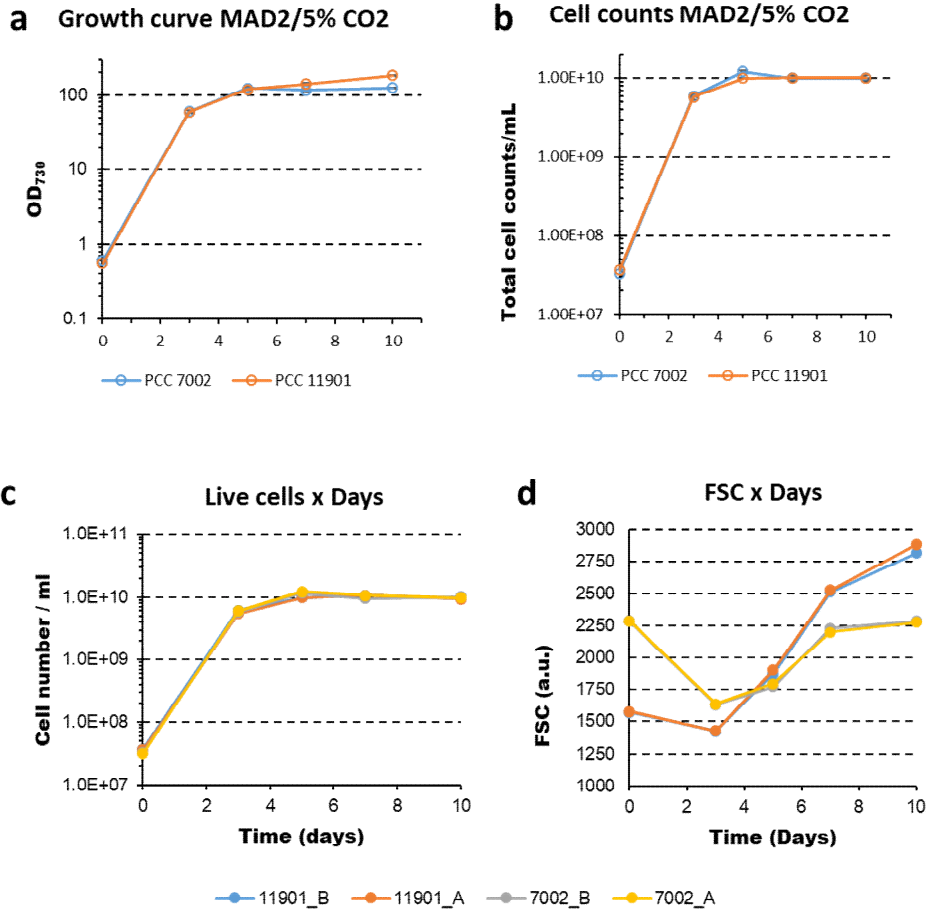 a Growth curve MAD2/5% CO2
100
10
1
0.1
OD730
0 2 4 6 8 10
PCC 7002 PCC 11901
b Cell counts MAD2/5% CO2
1.00E+10
1.00E+09
1.00E+08
1.00E+07
Total cell counts/mL
0 2 4 6 8 10
PCC 7002 PCC 11901
c Live cells x Days
1.0E+11
1.0E+10
1.0E+09
1.0E+08
1.0E+07
Cell number / ml
0 2 4 6 8 10
Time (days)
d FSC x Days
3000
2750
2500
2250
2000
1750
1500
1250
1000
FSC (a.u.)
0 2 4 6 8 10
Time (Days)
11901_B 11901_A 7002_B 7002_A